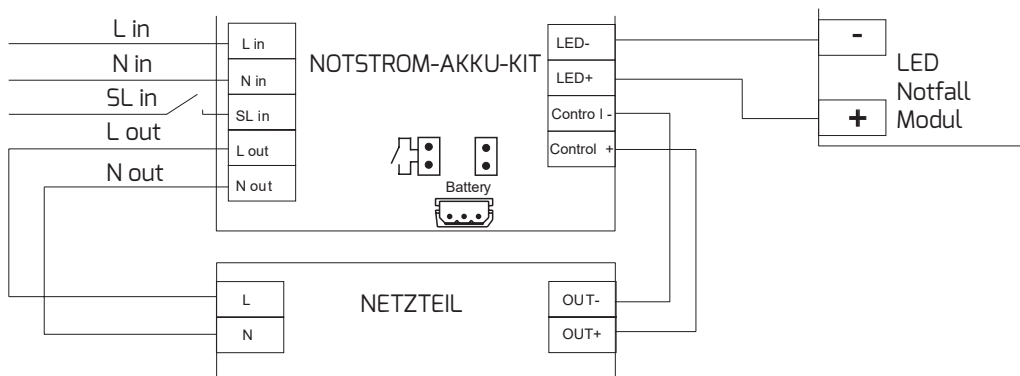 L in
N in
SL in
L out
N out
L in
N in
SL in
L out
N out
NOTSTROM-AKKU-KIT
Battery
LED-
LED+
Control -
Control +
-
+
LED
Notfall
Modul
L
N
NETZTEIL
OUT-
OUT+